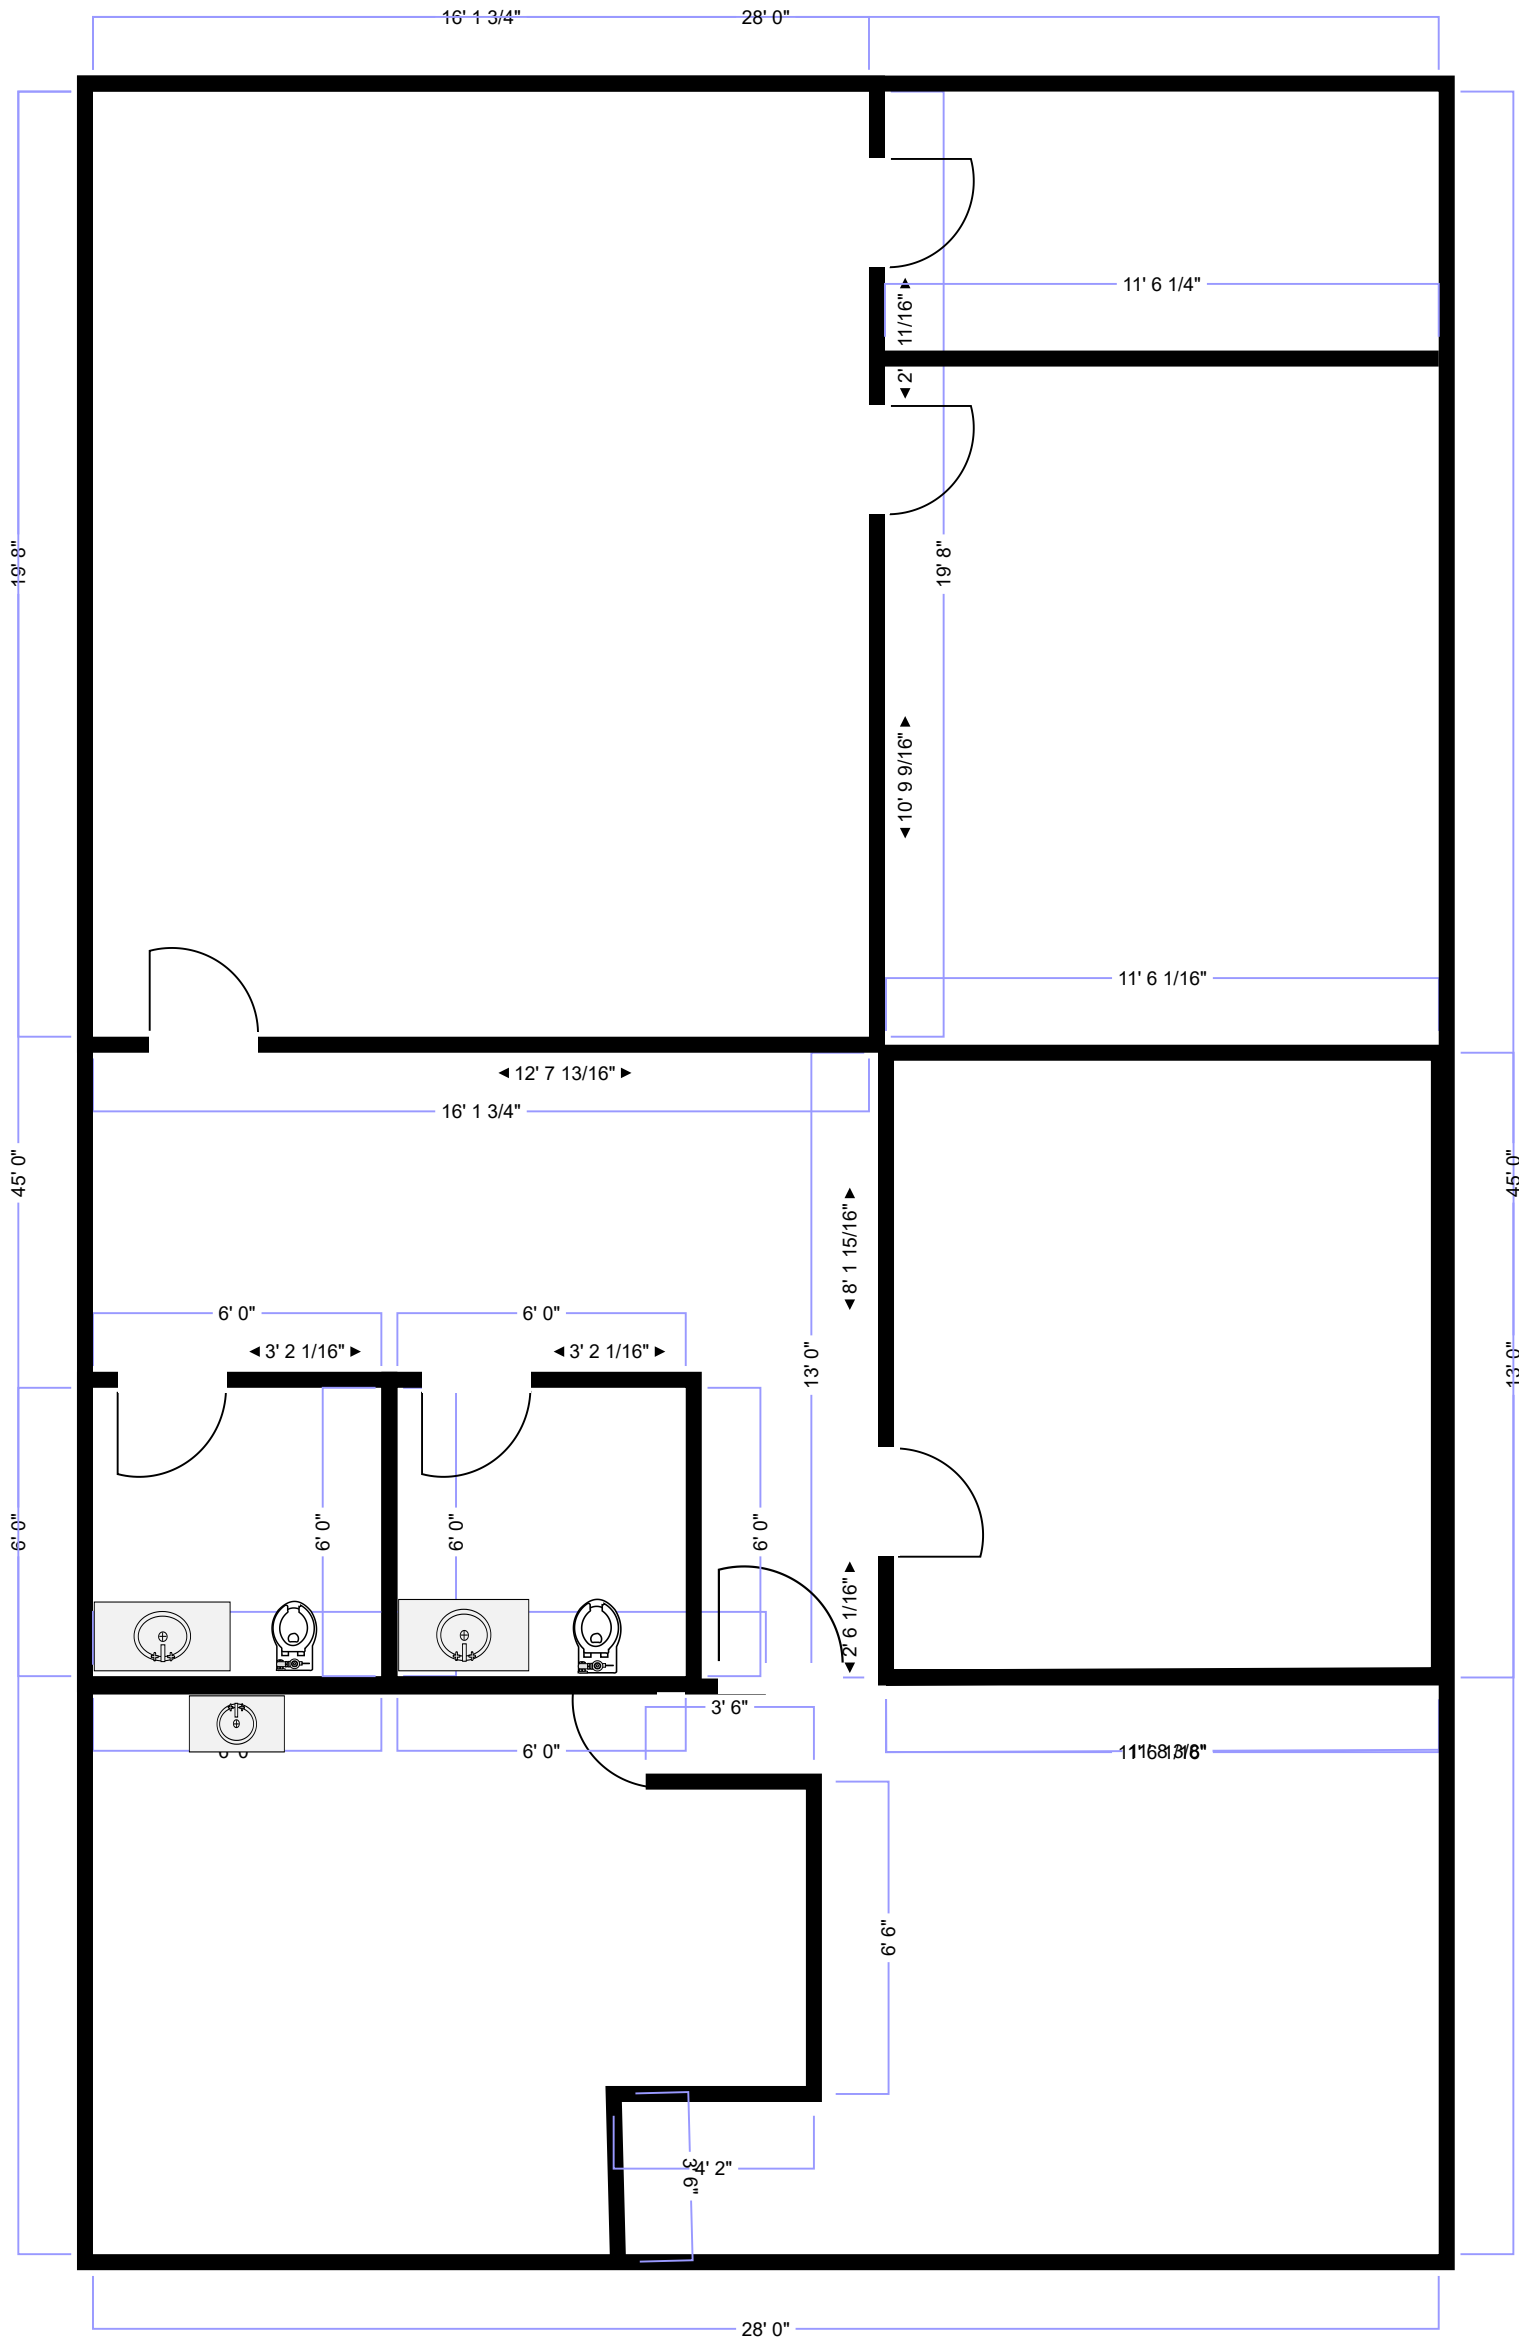 16' 1 3/4"
28' 0"
11' 6 1/4"
2' 11/16"
19' 8"
19' 8"
10' 9 9/16"
11' 6 1/16"
12' 7 13/16"
16' 1 3/4"
45' 0"
45' 0"
8' 1 15/16"
6' 0"
6' 0"
3' 2 1/16"
3' 2 1/16"
13' 0"
13' 0"
6' 0"
6' 0"
6' 0"
6' 0"
2' 6 1/16"
3' 6"
6' 0"
6' 6"
4' 2"
3' 6"
28' 0"